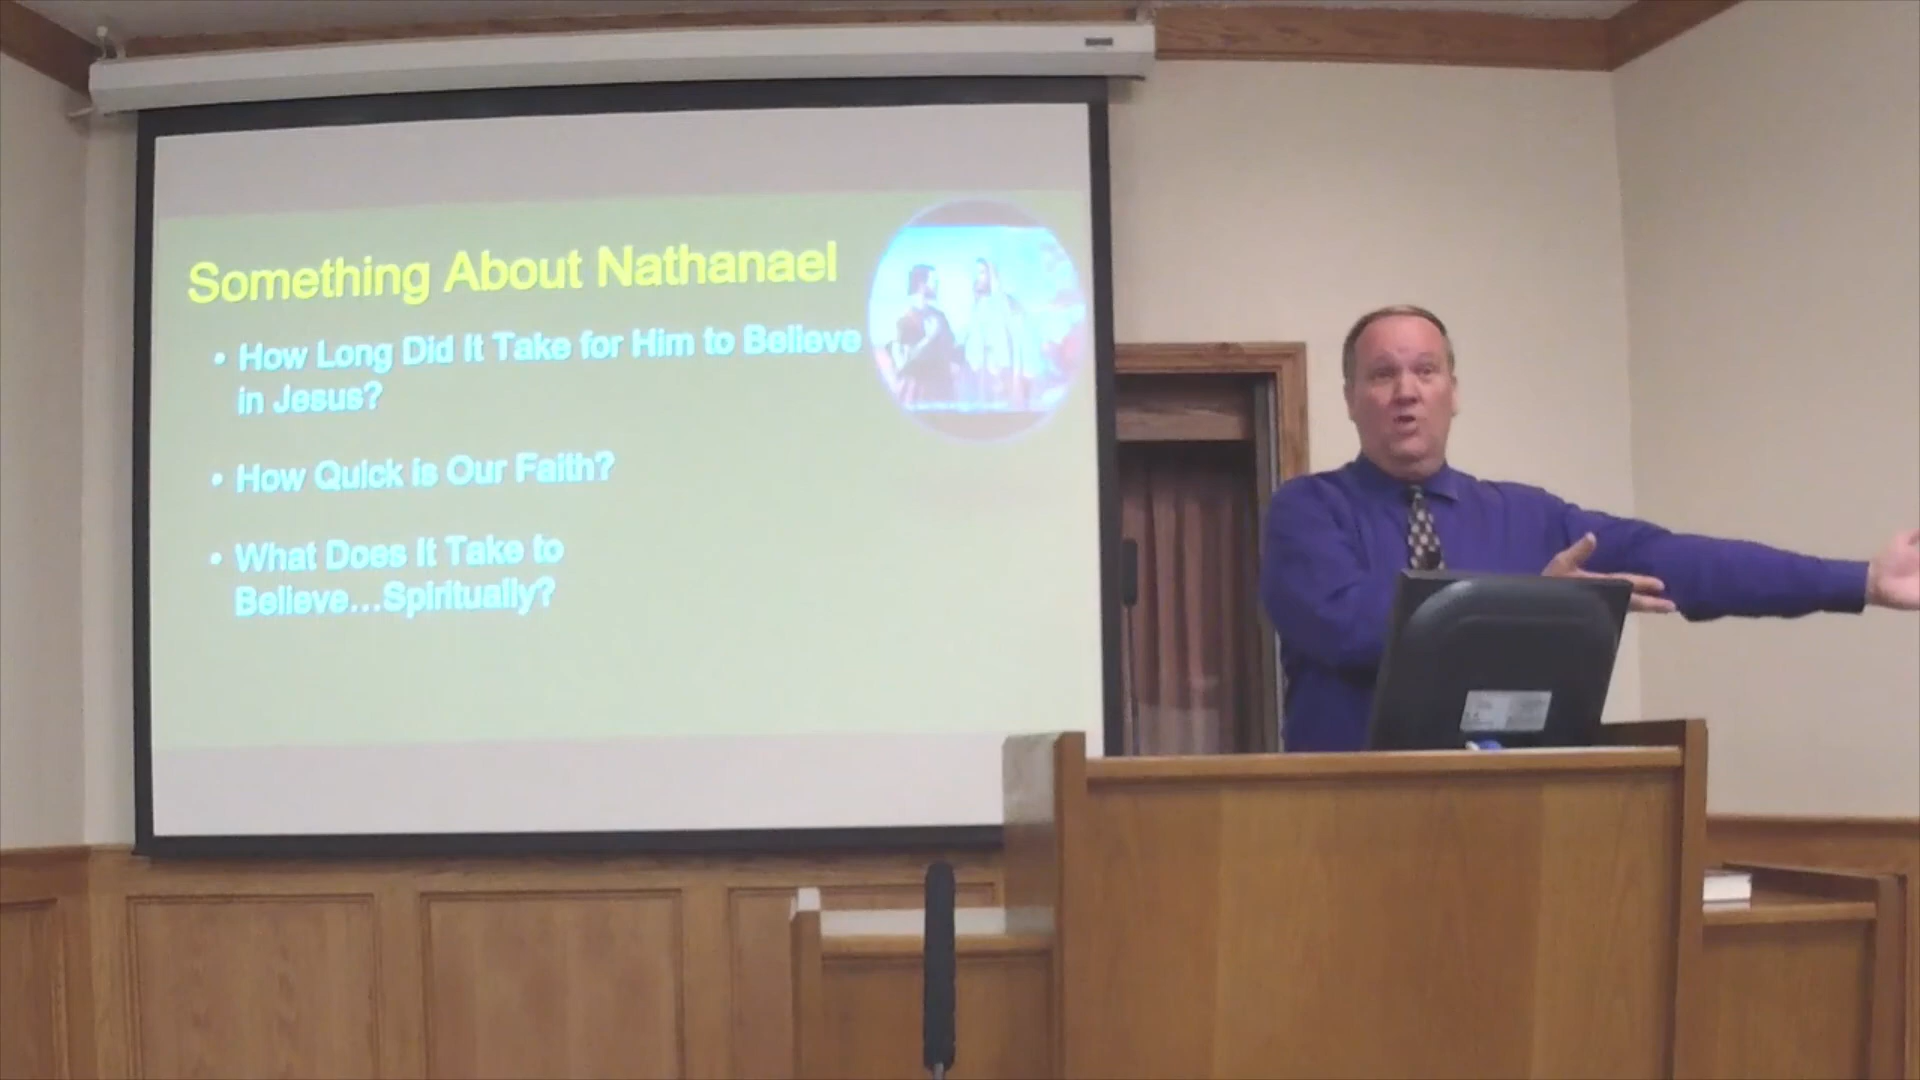 Something About Nathanael
• How Long Did It Take for Him to Believe
in Jesus?
• How Quick is Our Faith?
• What Does It Take to
Believe...Spiritually?